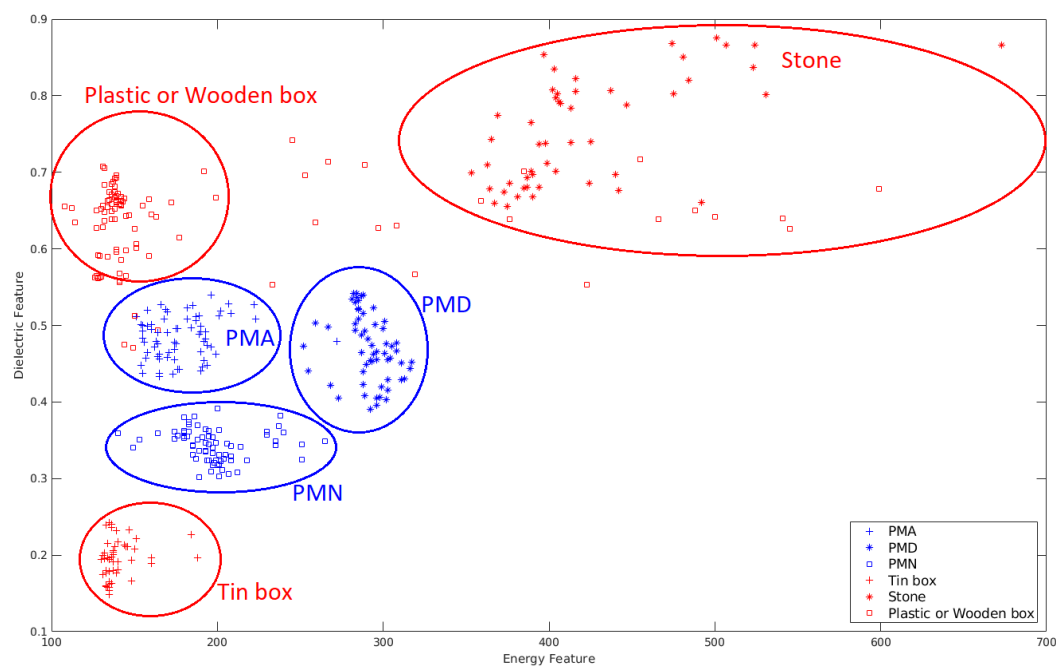 0.9
0.8
0.7
0.6
0.5
0.4
0.3
0.2
0.1
Dielectric Feature
100
200
300
400
500
600
700
Energy Feature
Plastic or Wooden box
Stone
PMA
PMD
PMN
Tin box
PMA
PMD
PMN
Tin box
Stone
Plastic or Wooden box